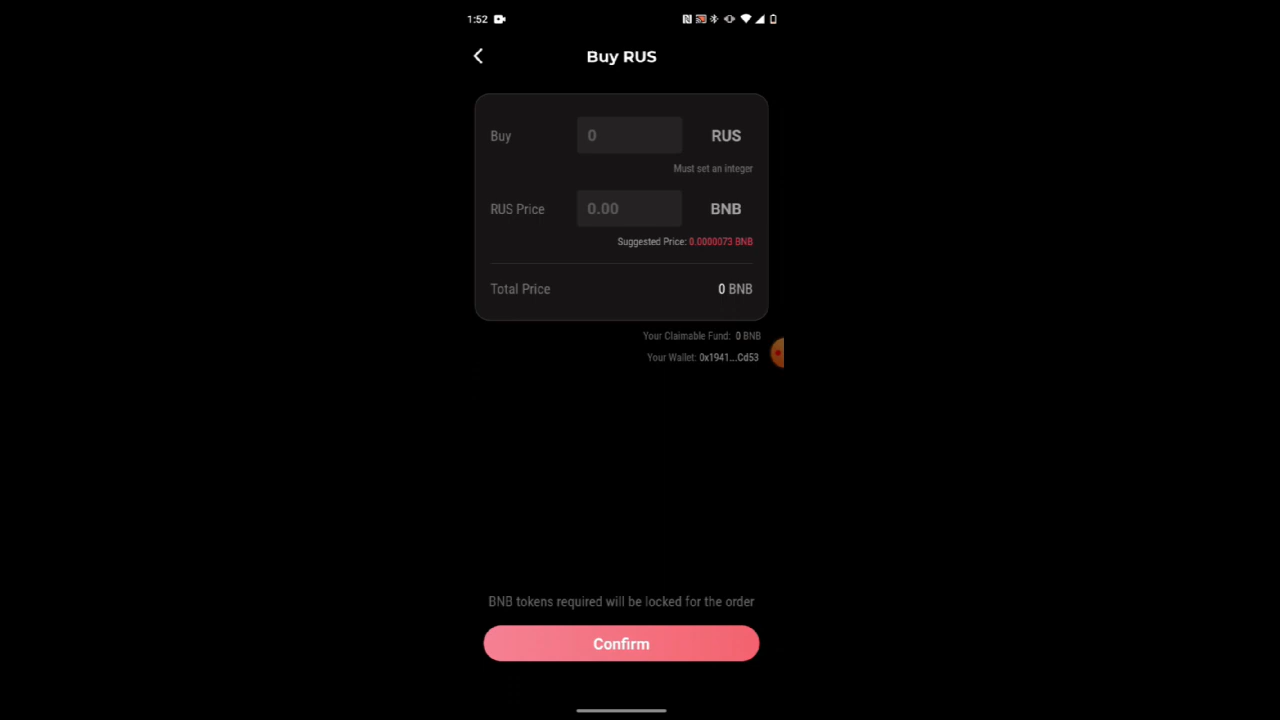 1:52
Buy RUS
Buy 0 RUS
Must set an integer
RUS Price 0.00 BNB
Suggested Price: 0.0000073 BNB
Total Price 0 BNB
Your Claimable Fund: 0 BNB
Your Wallet: 0x1941...Cd53
BNB tokens required will be locked for the order
Confirm